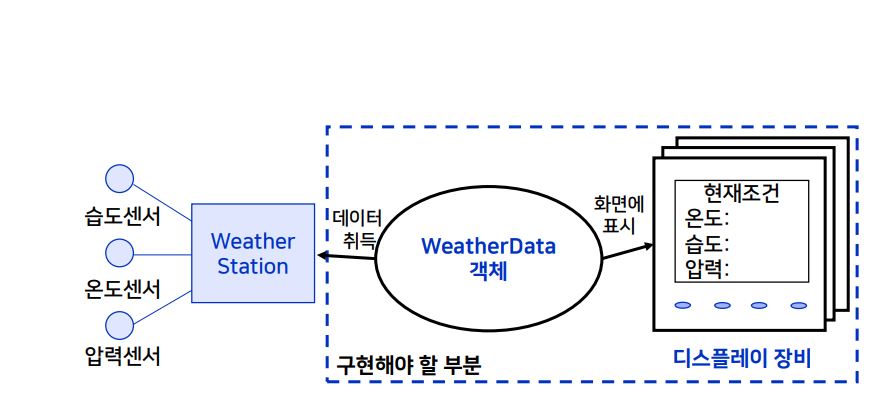 습도센서
온도센서
압력센서
Weather
Station
데이터
취득
WeatherData
객체
화면에
표시
현재조건
온도:
습도:
압력:
디스플레이 장비
구현해야 할 부분